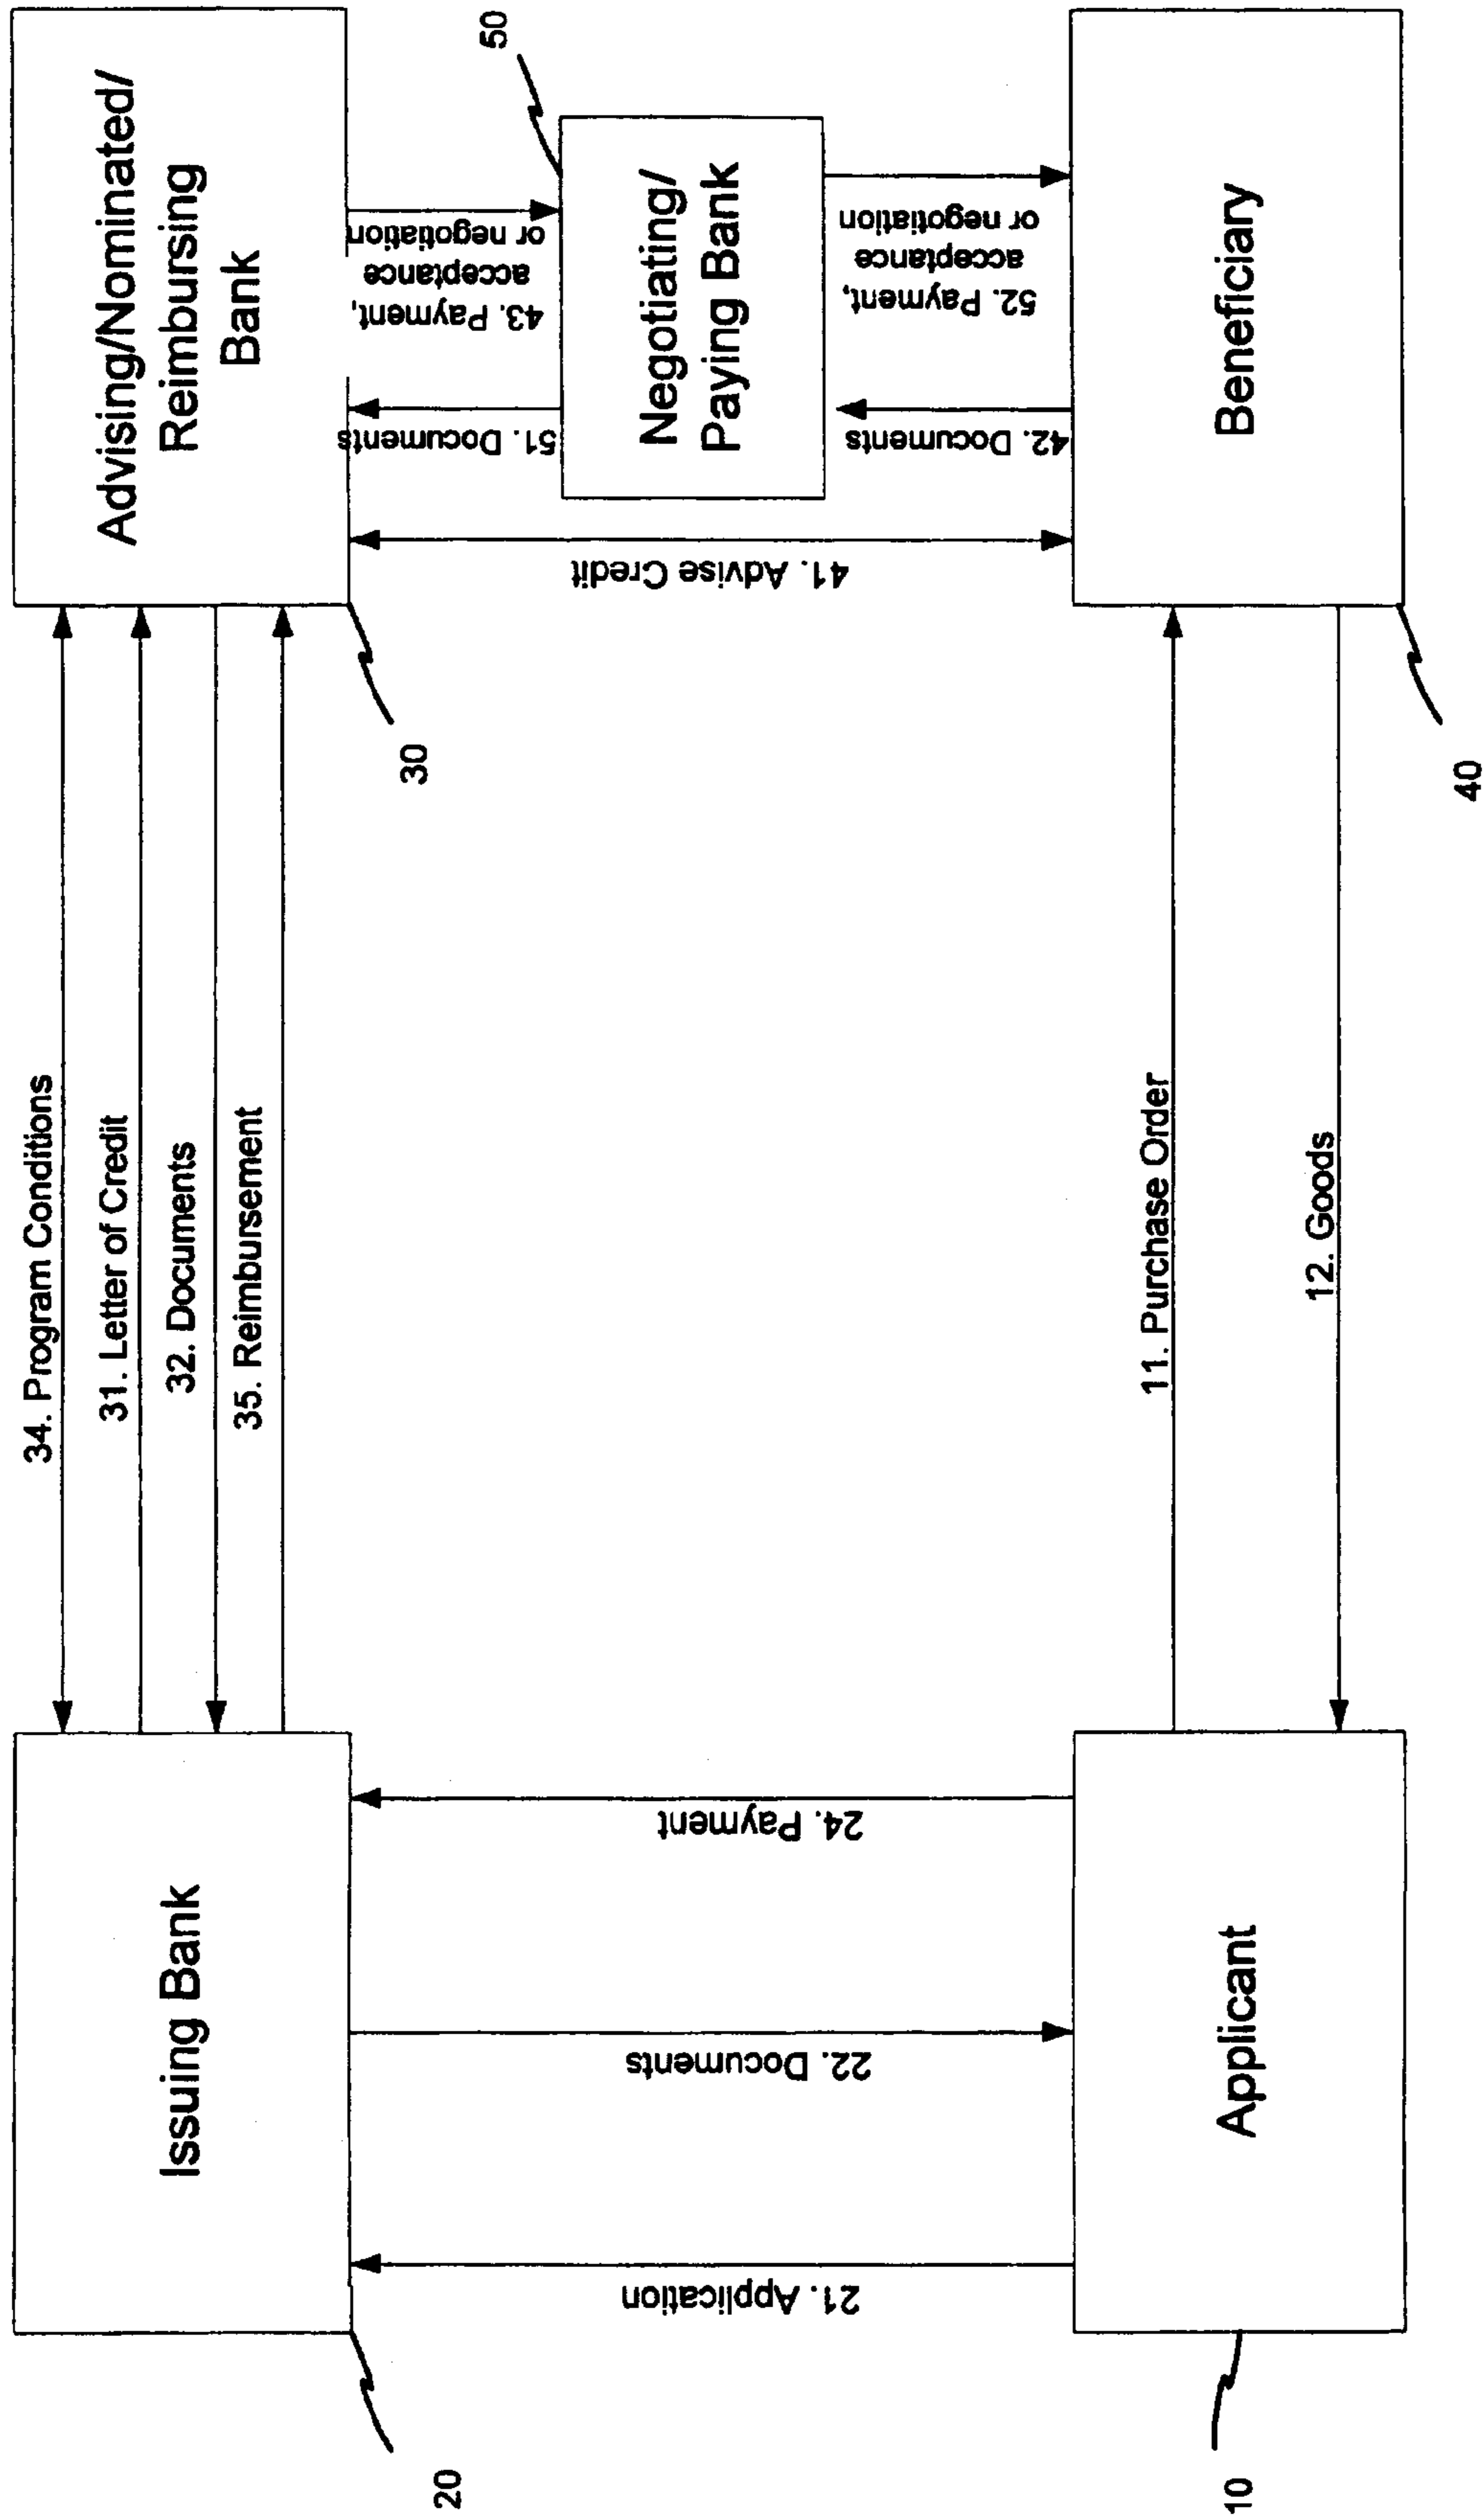 34. Program Conditions
31. Letter of Credit
32. Documents
35. Reimbursement
Issuing Bank
20
Advising/Nominated/
Reimbursing
Bank
30
21. Application
22. Documents
24. Payment
41. Advise Credit
51. Documents
43. Payment,
acceptance
or negotiation
50
Negotiating/
Paying Bank
42. Documents
52. Payment,
acceptance
or negotiation
Applicant
10
11. Purchase Order
12. Goods
Beneficiary
40